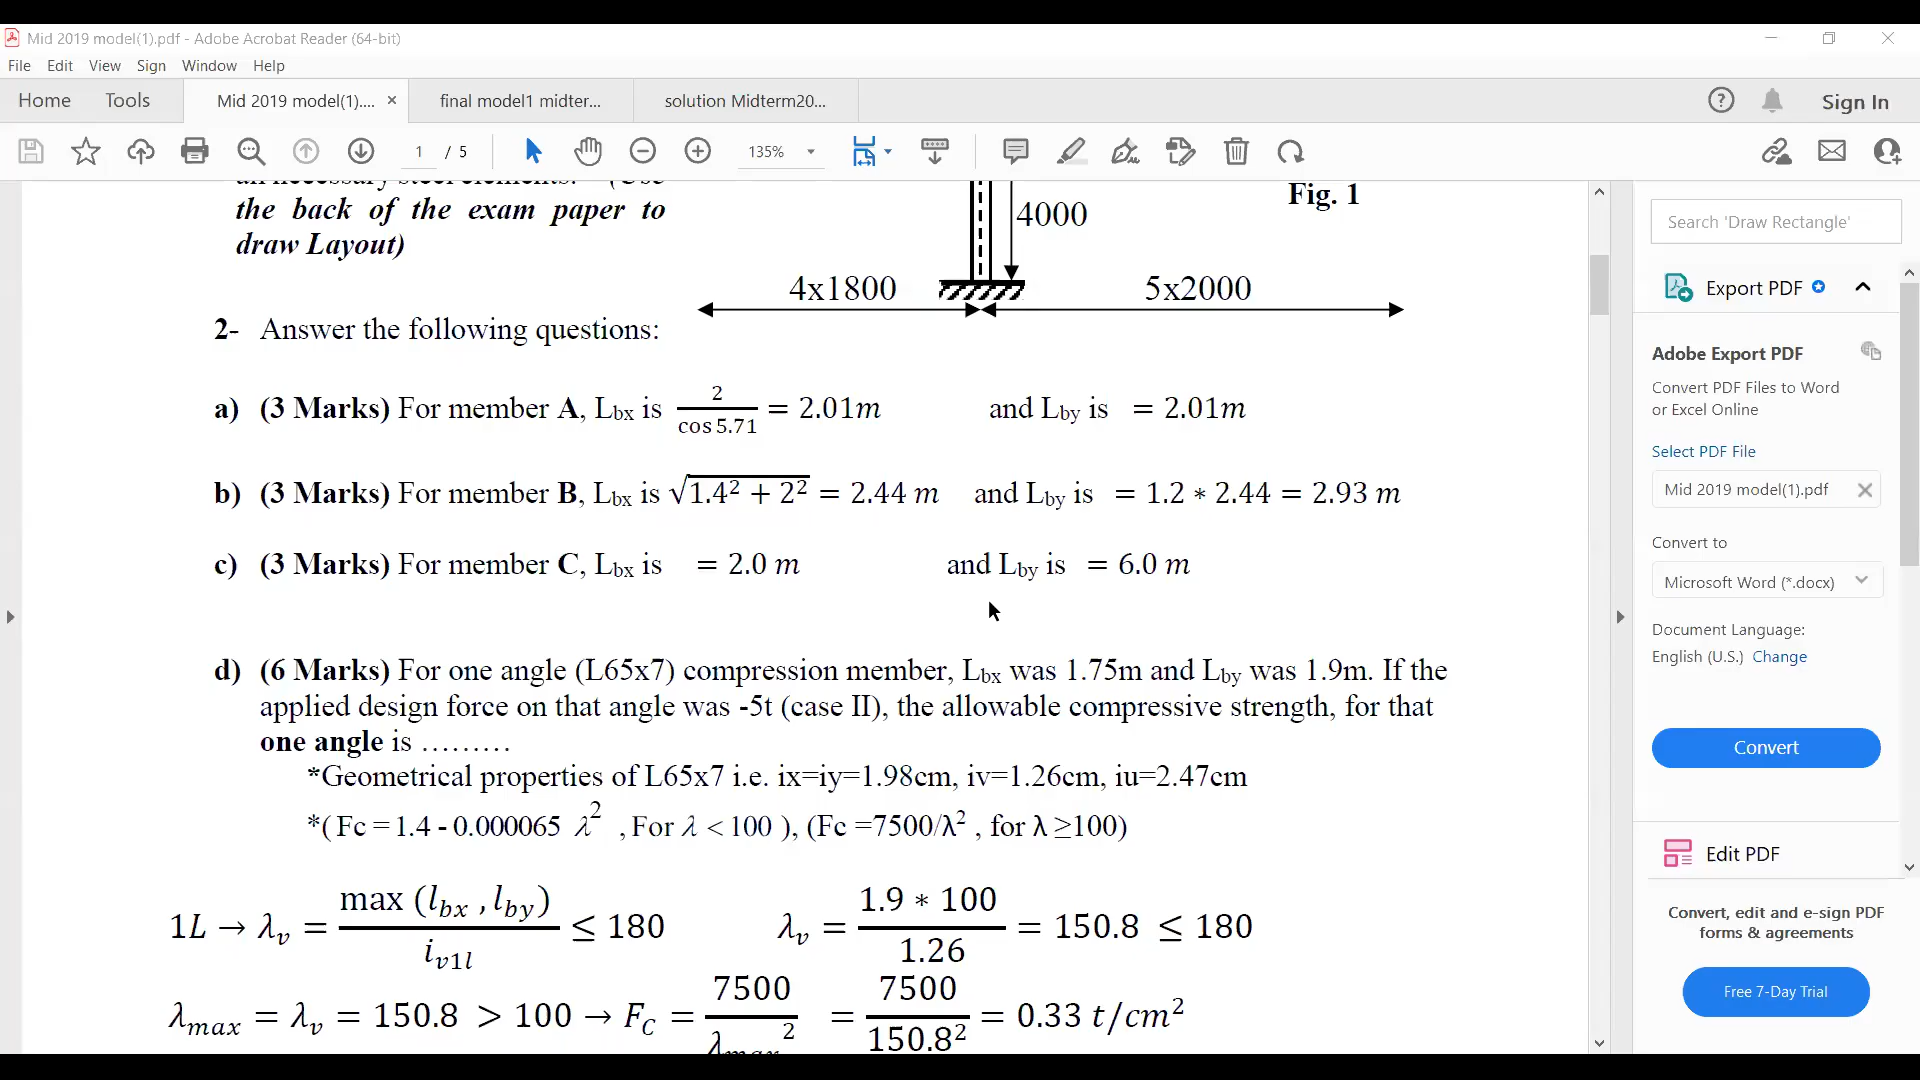 Mid 2019 model(1).pdf - Adobe Acrobat Reader (64-bit)
File Edit View Sign Window Help
Home Tools Mid 2019 model(1).... × final model1 midter... solution Midterm20... Sign In
1 / 5 135%
an necessary steel elements. (Use
the back of the exam paper to
draw Layout)
4000
Fig. 1
4x1800 5x2000
2- Answer the following questions:
a) (3 Marks) For member A, Lbx is 2/cos 5.71 = 2.01m and Lby is = 2.01m
b) (3 Marks) For member B, Lbx is √1.4² + 2² = 2.44 m and Lby is = 1.2 * 2.44 = 2.93 m
c) (3 Marks) For member C, Lbx is = 2.0 m and Lby is = 6.0 m
d) (6 Marks) For one angle (L65x7) compression member, Lbx was 1.75m and Lby was 1.9m. If the
applied design force on that angle was -5t (case II), the allowable compressive strength, for that
one angle is .........
*Geometrical properties of L65x7 i.e. ix=iy=1.98cm, iv=1.26cm, iu=2.47cm
*( Fc = 1.4 - 0.000065 λ² , For λ < 100 ), (Fc =7500/λ² , for λ ≥100)
1L → λv = max (lbx , lby)/iv1l ≤ 180 λv = 1.9 * 100/1.26 = 150.8 ≤ 180
λmax = λv = 150.8 > 100 → FC = 7500/λmax² = 7500/150.8² = 0.33 t/cm²
Search 'Draw Rectangle'
Export PDF
Adobe Export PDF
Convert PDF Files to Word
or Excel Online
Select PDF File
Mid 2019 model(1).pdf
Convert to
Microsoft Word (*.docx)
Document Language:
English (U.S.) Change
Convert
Edit PDF
Convert, edit and e-sign PDF
forms & agreements
Free 7-Day Trial